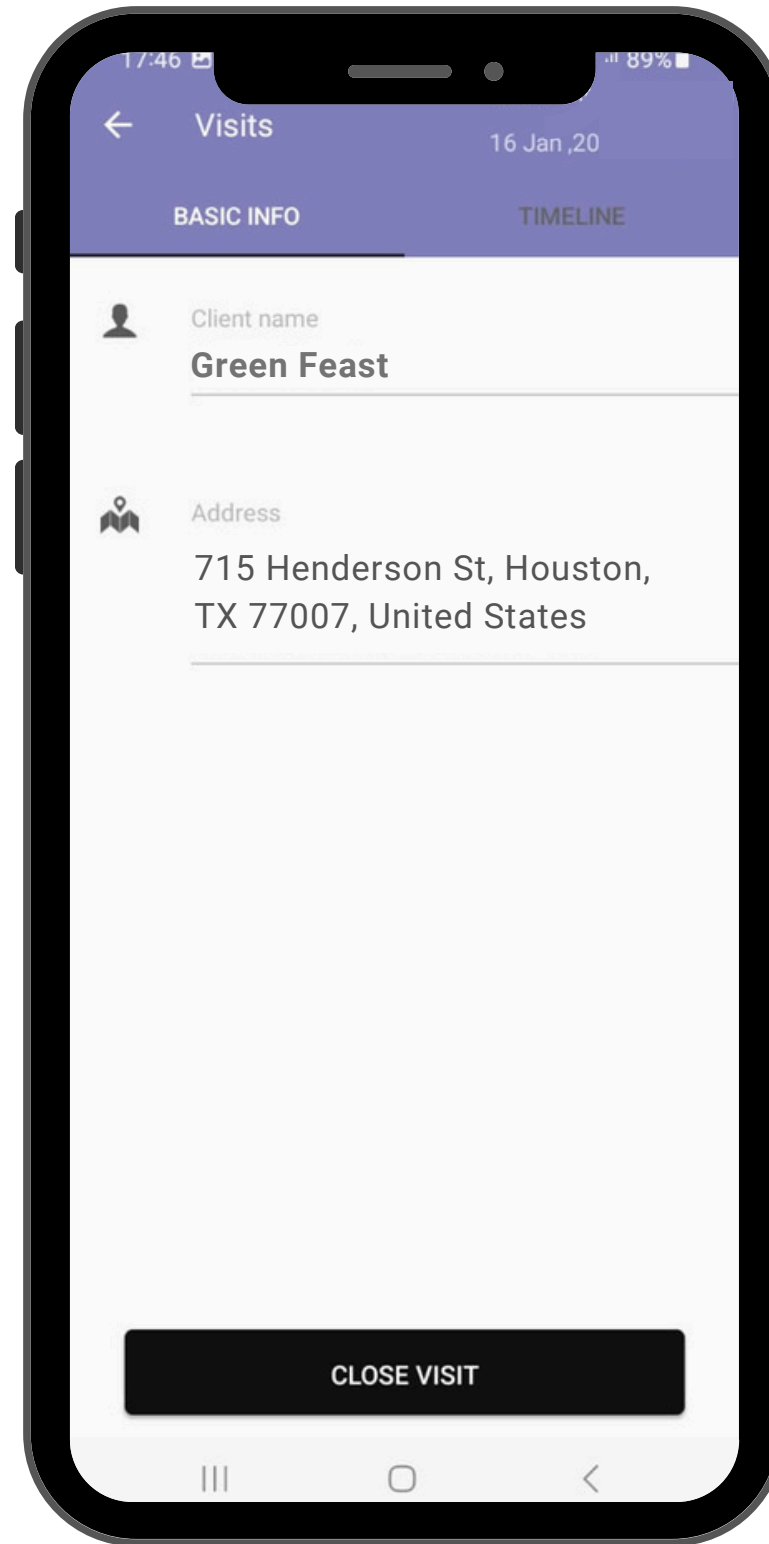 17:46 89%
Visits
16 Jan ,20
BASIC INFO TIMELINE
Client name
Green Feast
Address
715 Henderson St, Houston,
TX 77007, United States
CLOSE VISIT